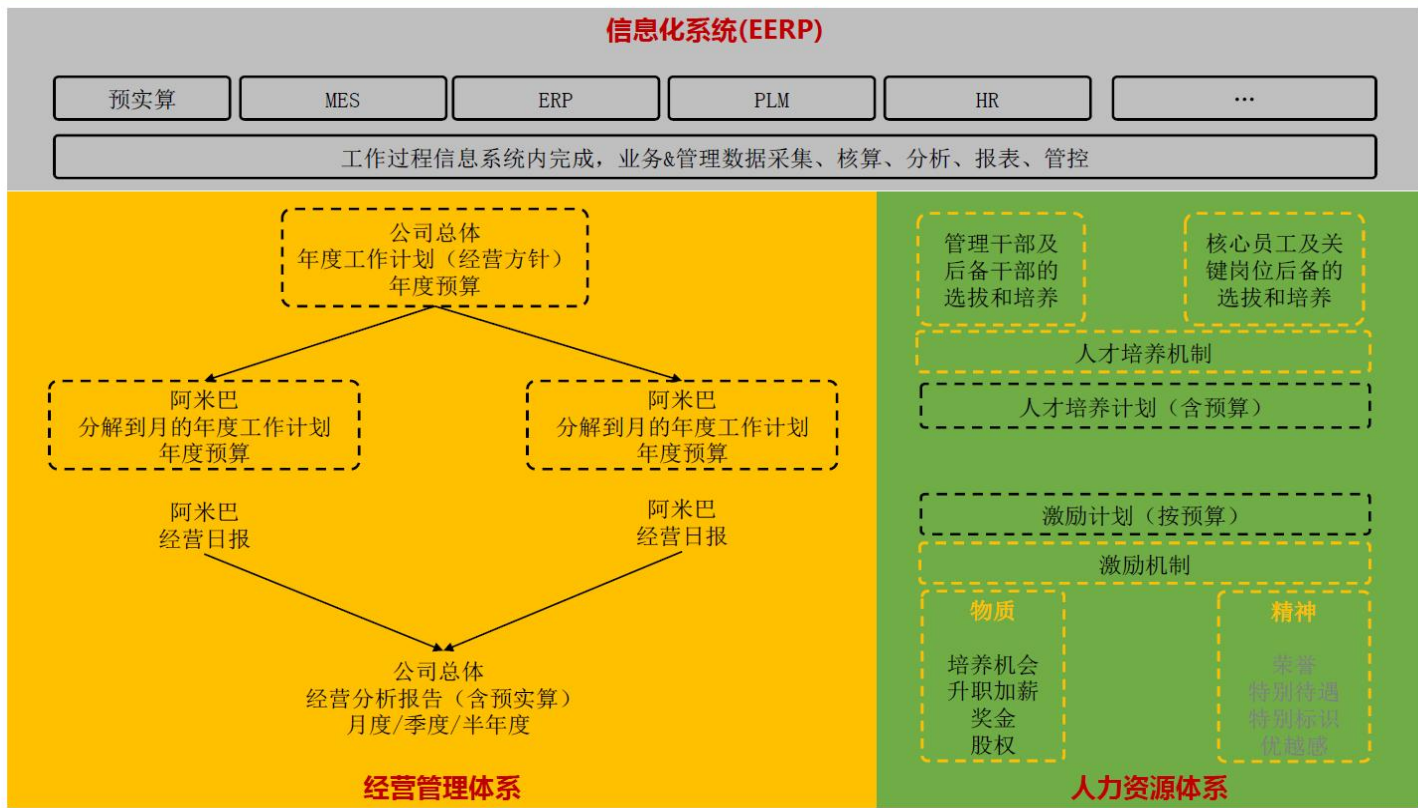 信息化系统(EERP)
预实算
MES
ERP
PLM
HR
…
工作过程信息系统内完成，业务&管理数据采集、核算、分析、报表、管控
公司总体
年度工作计划（经营方针）
年度预算
阿米巴
分解到月的年度工作计划
年度预算
阿米巴
分解到月的年度工作计划
年度预算
阿米巴
经营日报
阿米巴
经营日报
公司总体
经营分析报告（含预实算）
月度/季度/半年度
经营管理体系
管理干部及
后备干部的
选拔和培养
核心员工及关
键岗位后备的
选拔和培养
人才培养机制
人才培养计划（含预算）
激励计划（按预算）
激励机制
物质
培养机会
升职加薪
奖金
股权
精神
荣誉
特别待遇
特别标识
优越感
人力资源体系